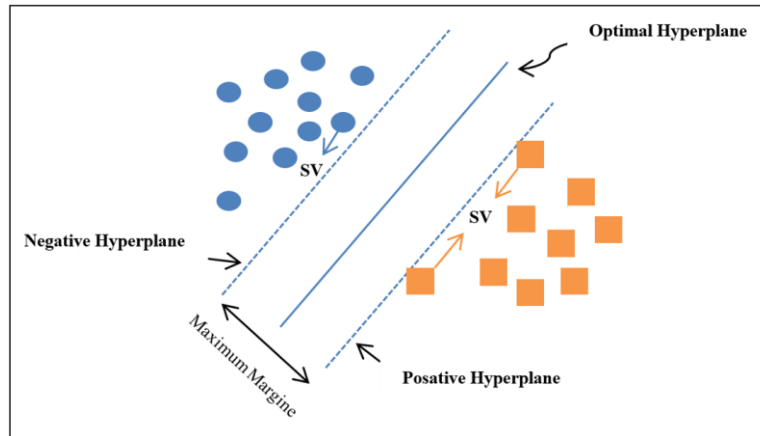 Optimal Hyperplane
SV
SV
Negative Hyperplane
Maximum Margine
Posative Hyperplane